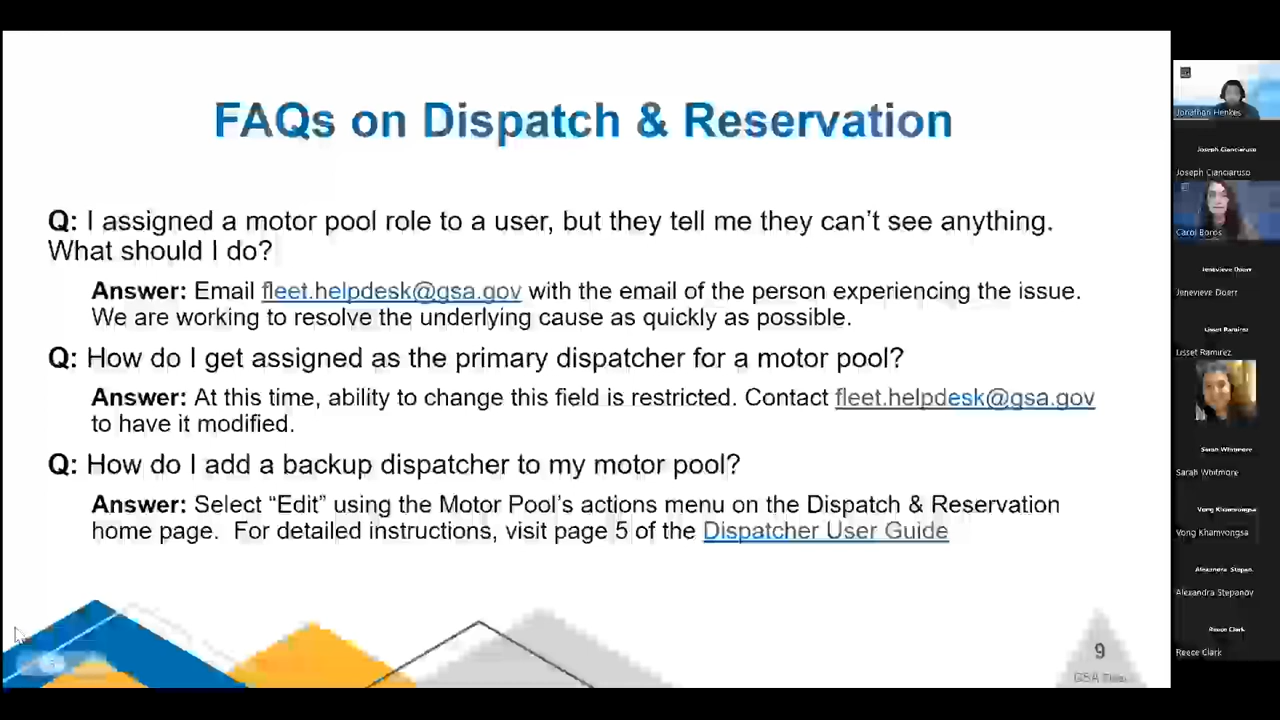 FAQs on Dispatch & Reservation
Q: I assigned a motor pool role to a user, but they tell me they can’t see anything.
What should I do?
Answer: Email fleet.helpdesk@gsa.gov with the email of the person experiencing the issue.
We are working to resolve the underlying cause as quickly as possible.
Q: How do I get assigned as the primary dispatcher for a motor pool?
Answer: At this time, ability to change this field is restricted. Contact fleet.helpdesk@gsa.gov
to have it modified.
Q: How do I add a backup dispatcher to my motor pool?
Answer: Select “Edit” using the Motor Pool’s actions menu on the Dispatch & Reservation
home page. For detailed instructions, visit page 5 of the Dispatcher User Guide
9
GSA Fleet
Jonathan Henkes
Joseph Cianciaruso
Joseph Cianciaruso
Carol Boros
Genevieve Doerr
Jenevieve Doerr
Lisset Ramirez
Lisset Ramirez
Sarah Whitmore
Sarah Whitmore
Vong Khamvongsa
Vong Khamvongsa
Alexandra Stepan.
Alexandra Stepanov
Reece Clark
Reece Clark